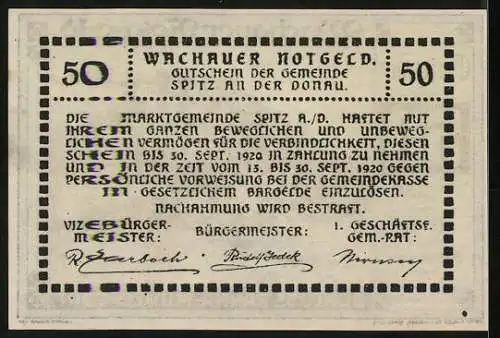 WACHAUER NOTGELD.
50 GUTSCHEIN DER GEMEINDE 50
SPITZ AN DER DONAU.
DIE MARKTGEMEINDE SPITZ A./D. HAFTET MIT
IHREM GANZEN BEWEGLICHEN UND UNBEWEG-
LICHEN VERMÖGEN FÜR DIE VERBINDLICHKEIT, DIESEN
SCHEIN BIS 30. SEPT. 1920 IN ZAHLUNG ZU NEHMEN
UND IN DER ZEIT VOM 15. BIS 30. SEPT. 1920 GEGEN
PERSÖNLICHE VORWEISUNG BEI DER GEMEINDEKASSE
IN GESETZLICHEM BARGELDE EINZULÖSEN.
NACHAHMUNG WIRD BESTRAFT.
VIZEBÜRGER-
MEISTER: BÜRGERMEISTER: 1. GESCHÄFTSF.
GEM.-RAT: